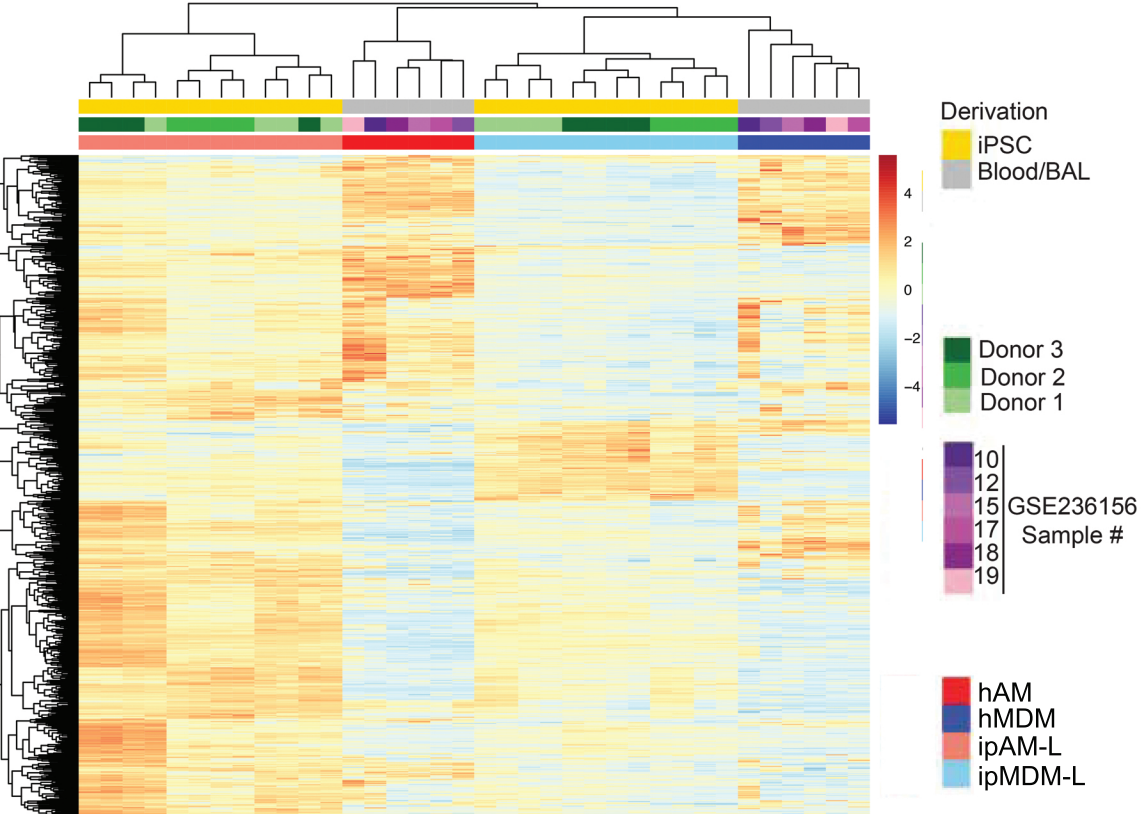 Derivation
iPSC
Blood/BAL
4
2
0
−2
−4
Donor 3
Donor 2
Donor 1
10
12
15
17
18
19
GSE236156
Sample #
hAM
hMDM
ipAM-L
ipMDM-L